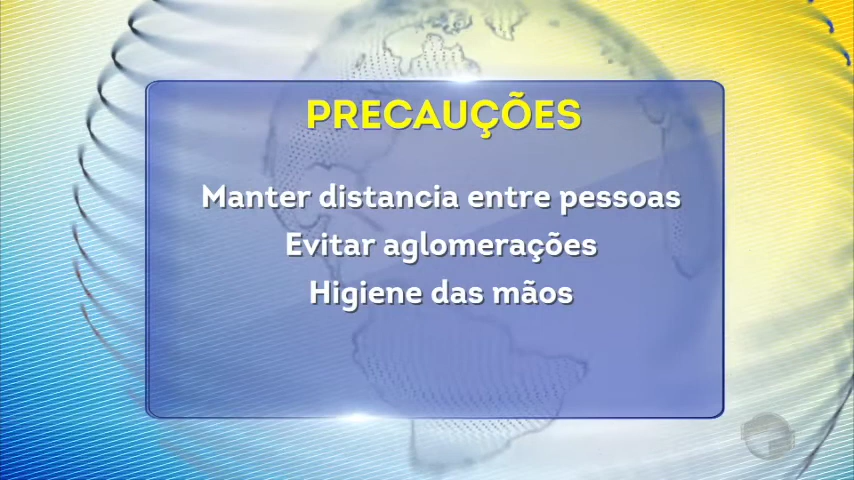 PRECAUÇÕES
Manter distancia entre pessoas
Evitar aglomerações
Higiene das mãos